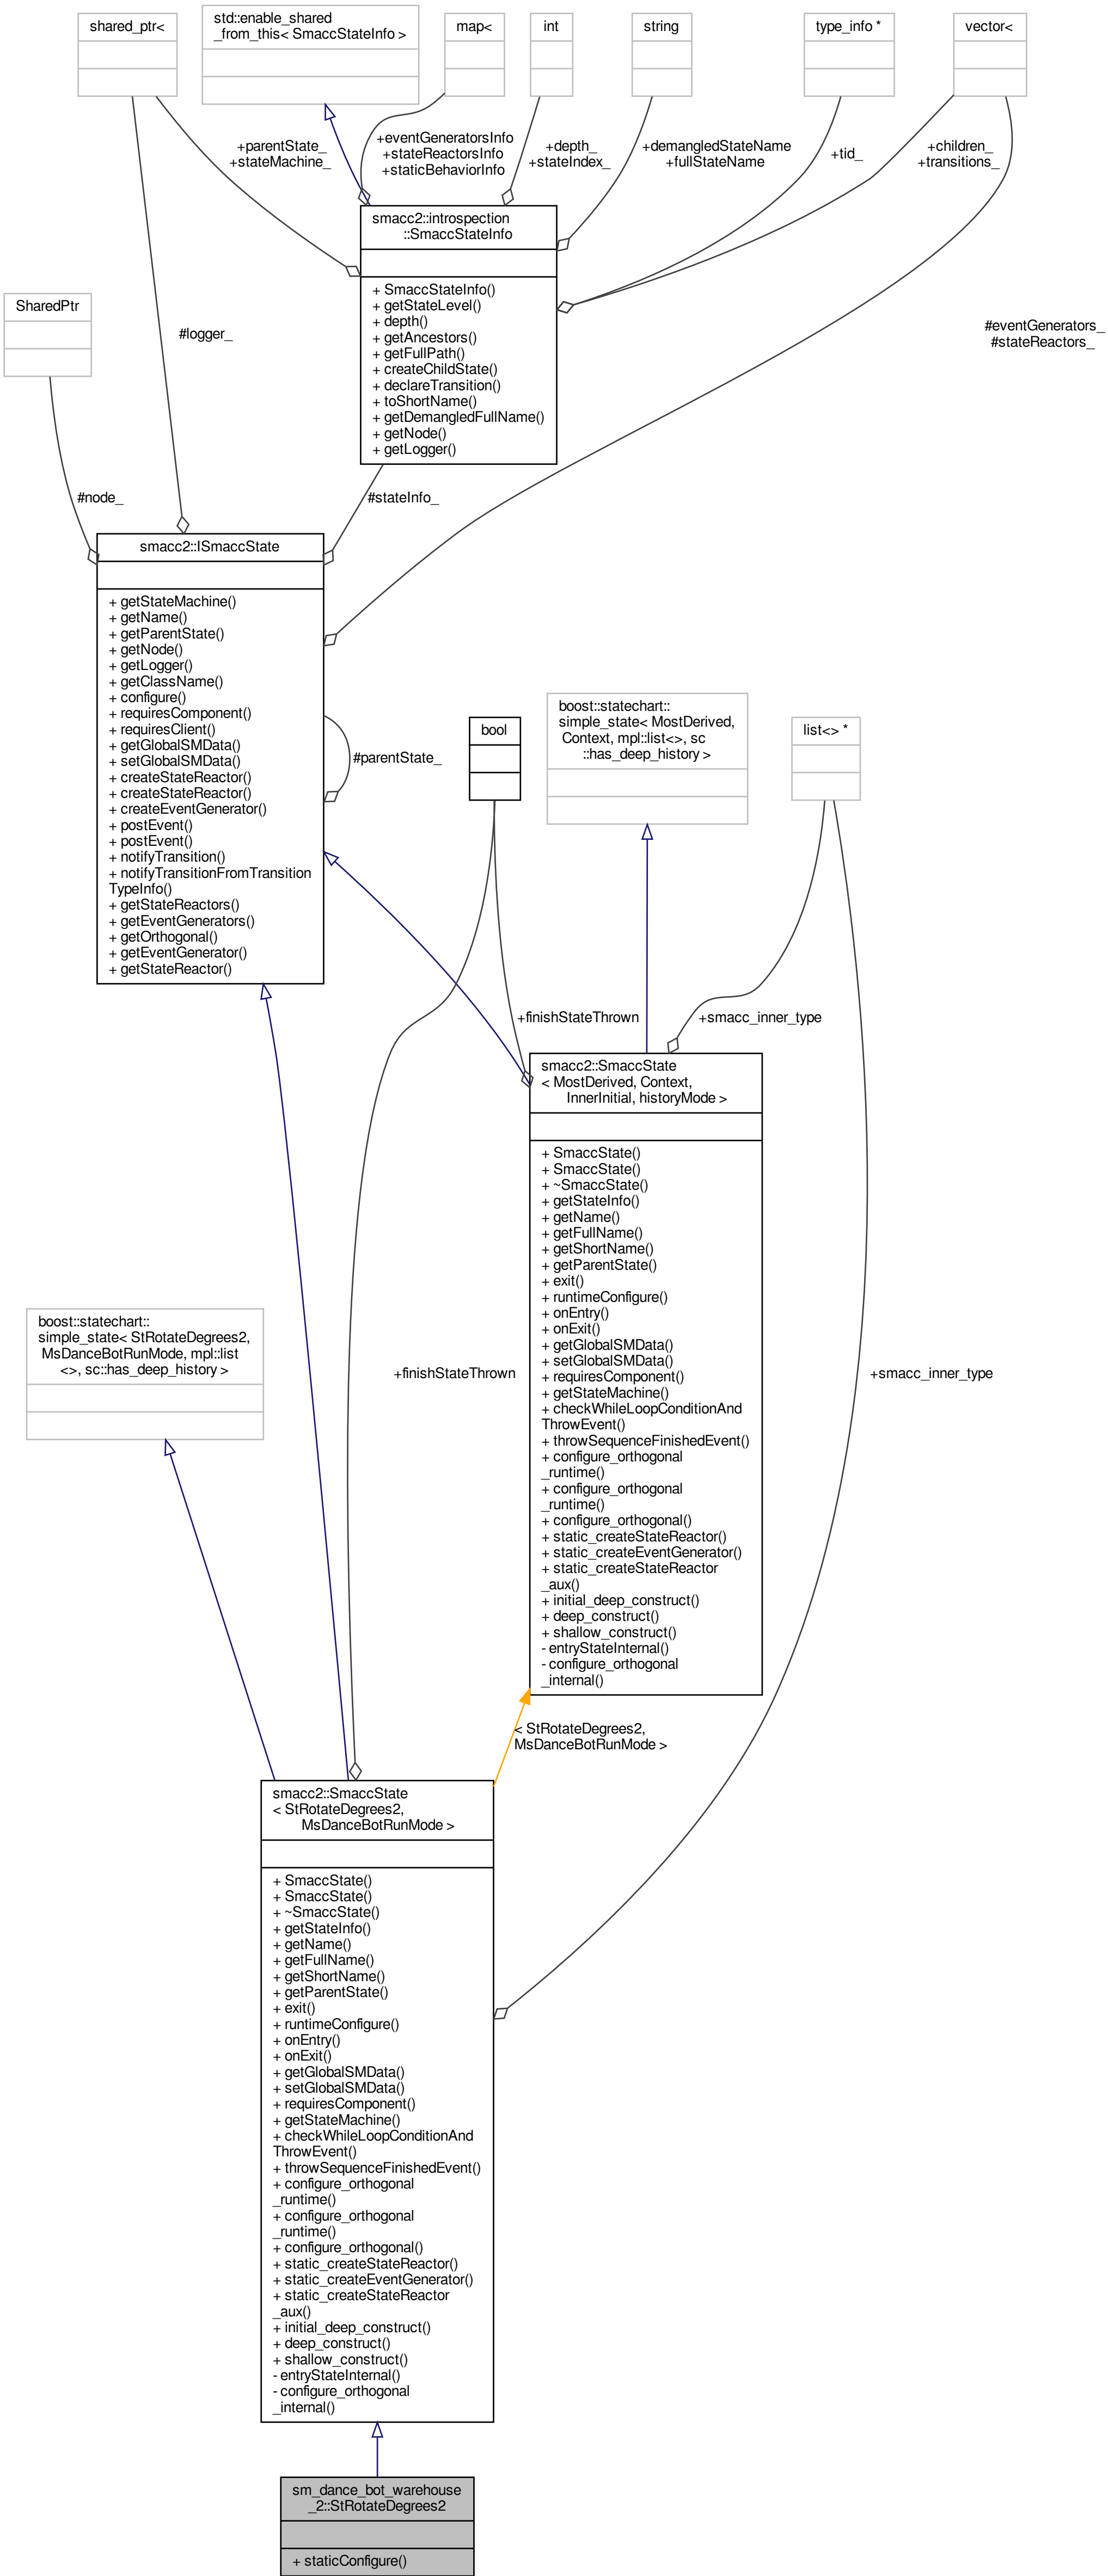 shared_ptr<
std::enable_shared
_from_this< SmaccStateInfo >
map<
int
string
type_info *
vector<
+parentState_
+stateMachine_
+eventGeneratorsInfo
+stateReactorsInfo
+staticBehaviorInfo
+depth_
+stateIndex_
+demangledStateName
+fullStateName
+tid_
+children_
+transitions_
smacc2::introspection
::SmaccStateInfo
+ SmaccStateInfo()
+ getStateLevel()
+ depth()
+ getAncestors()
+ getFullPath()
+ createChildState()
+ declareTransition()
+ toShortName()
+ getDemangledFullName()
+ getNode()
+ getLogger()
SharedPtr
#logger_
#eventGenerators_
#stateReactors_
#node_
#stateInfo_
smacc2::ISmaccState
+ getStateMachine()
+ getName()
+ getParentState()
+ getNode()
+ getLogger()
+ getClassName()
+ configure()
+ requiresComponent()
+ requiresClient()
+ getGlobalSMData()
+ setGlobalSMData()
+ createStateReactor()
+ createStateReactor()
+ createEventGenerator()
+ postEvent()
+ postEvent()
+ notifyTransition()
+ notifyTransitionFromTransition
TypeInfo()
+ getStateReactors()
+ getEventGenerators()
+ getOrthogonal()
+ getEventGenerator()
+ getStateReactor()
#parentState_
bool
boost::statechart::
simple_state< MostDerived,
Context, mpl::list<>, sc
::has_deep_history >
list<> *
+finishStateThrown
+smacc_inner_type
smacc2::SmaccState
< MostDerived, Context,
InnerInitial, historyMode >
+ SmaccState()
+ SmaccState()
+ ~SmaccState()
+ getStateInfo()
+ getName()
+ getFullName()
+ getShortName()
+ getParentState()
+ exit()
+ runtimeConfigure()
+ onEntry()
+ onExit()
+ getGlobalSMData()
+ setGlobalSMData()
+ requiresComponent()
+ getStateMachine()
+ checkWhileLoopConditionAnd
ThrowEvent()
+ throwSequenceFinishedEvent()
+ configure_orthogonal
_runtime()
+ configure_orthogonal
_runtime()
+ configure_orthogonal()
+ static_createStateReactor()
+ static_createEventGenerator()
+ static_createStateReactor
_aux()
+ initial_deep_construct()
+ deep_construct()
+ shallow_construct()
- entryStateInternal()
- configure_orthogonal
_internal()
boost::statechart::
simple_state< StRotateDegrees2,
MsDanceBotRunMode, mpl::list
<>, sc::has_deep_history >
+finishStateThrown
+smacc_inner_type
< StRotateDegrees2,
MsDanceBotRunMode >
smacc2::SmaccState
< StRotateDegrees2,
MsDanceBotRunMode >
+ SmaccState()
+ SmaccState()
+ ~SmaccState()
+ getStateInfo()
+ getName()
+ getFullName()
+ getShortName()
+ getParentState()
+ exit()
+ runtimeConfigure()
+ onEntry()
+ onExit()
+ getGlobalSMData()
+ setGlobalSMData()
+ requiresComponent()
+ getStateMachine()
+ checkWhileLoopConditionAnd
ThrowEvent()
+ throwSequenceFinishedEvent()
+ configure_orthogonal
_runtime()
+ configure_orthogonal
_runtime()
+ configure_orthogonal()
+ static_createStateReactor()
+ static_createEventGenerator()
+ static_createStateReactor
_aux()
+ initial_deep_construct()
+ deep_construct()
+ shallow_construct()
- entryStateInternal()
- configure_orthogonal
_internal()
sm_dance_bot_warehouse
_2::StRotateDegrees2
+ staticConfigure()